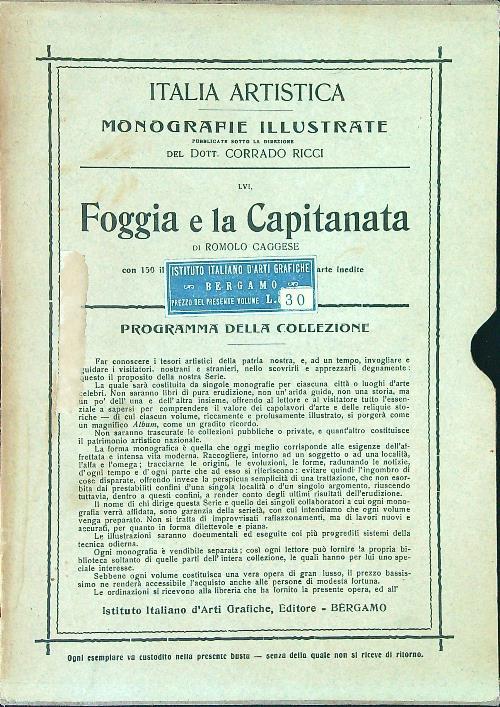 ITALIA ARTISTICA
MONOGRAFIE ILLUSTRATE
PUBBLICATE SOTTO LA DIREZIONE
DEL DOTT. CORRADO RICCI
LVI.
Foggia e la Capitanata
DI ROMOLO CAGGESE
con 150 il
arte inedite
ISTITUTO ITALIANO D'ARTI GRAFICHE
BERGAMO
PREZZO DEL PRESENTE VOLUME L. 30
PROGRAMMA DELLA COLLEZIONE
Far conoscere i tesori artistici della patria nostra, e, ad un tempo, invogliare e
guidare i visitatori, nostrani e stranieri, nello scovrirli e apprezzarli degnamente:
questo il proposito della nostra Serie.
La quale sarà costituita da singole monografie per ciascuna città o luoghi d'arte
celebri. Non saranno libri di pura erudizione, non un'arida guida, non una storia, ma
un po' dell'una e dell'altra insieme, offrendo al lettore e al visitatore tutto l'essen-
ziale a sapersi per comprendere il valore dei capolavori d'arte e delle reliquie sto-
riche — di cui ciascun volume, riccamente e profusamente illustrato, si porgerà come
un magnifico Album, come un gradito ricordo.
Non saranno trascurate le collezioni pubbliche o private, e quant'altro costituisce
il patrimonio artistico nazionale.
La forma monografica è quella che oggi meglio corrisponde alle esigenze dell'af-
frettata e intensa vita moderna. Raccogliere, intorno ad un soggetto o ad una località,
l'alfa e l'omega; tracciarne le origini, le evoluzioni, le forme, radunando le notizie,
d'ogni tempo e d'ogni parte che ad esso si riferiscono: evitare quindi l'ingombro di
cose disparate, offrendo invece la perspicua semplicità di una trattazione, che non esor-
bita dai prestabiliti confini d'una singola località o d'un singolo argomento, riuscendo
tuttavia, dentro a questi confini, a render conto degli ultimi risultati dell'erudizione.
Il nome di chi dirige questa Serie e quello dei singoli collaboratori a cui ogni mono-
grafia verrà affidata, sono garanzia della serietà, con cui intendiamo che ogni volume
venga preparato. Non si tratta di improvvisati raffazzonamenti, ma di lavori nuovi e
accurati, per quanto in forma dilettevole e piana.
Le illustrazioni saranno documentali ed eseguite coi più progrediti sistemi della
tecnica odierna.
Ogni monografia è vendibile separata; così ogni lettore può fornire la propria bi-
blioteca soltanto di quelle parti dell'intera collezione, le quali hanno per lui uno spe-
ciale interesse.
Sebbene ogni volume costituisca una vera opera di gran lusso, il prezzo bassis-
simo ne renderà accessibile l'acquisto anche alle persone di modesta fortuna.
Le ordinazioni si ricevono alla libreria che ha fornito la presente opera, ed all'
Istituto Italiano d'Arti Grafiche, Editore - BERGAMO
Ogni esemplare va custodito nella presente busta — senza della quale non si riceve di ritorno.